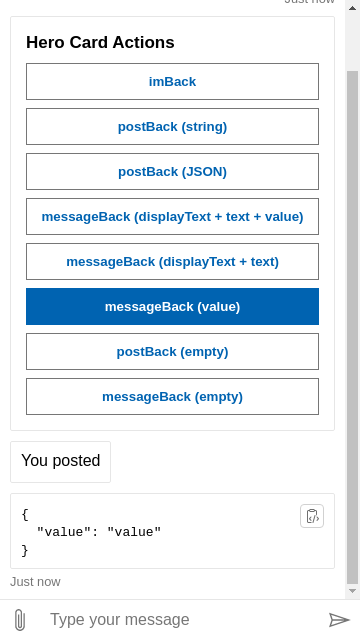 Just now
Hero Card Actions
imBack
postBack (string)
postBack (JSON)
messageBack (displayText + text + value)
messageBack (displayText + text)
messageBack (value)
postBack (empty)
messageBack (empty)
You posted
{
"value": "value"
}
Just now
Type your message